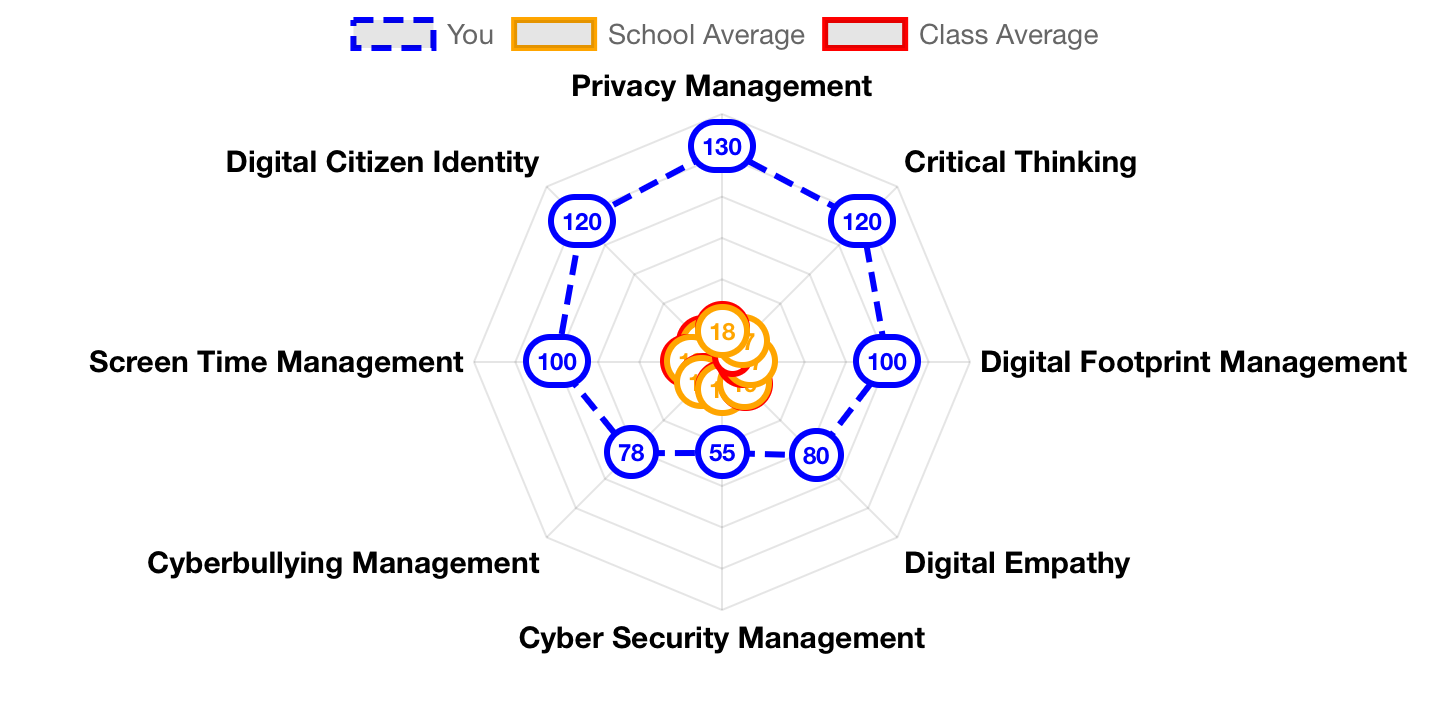 You School Average Class Average
Privacy Management
Digital Citizen Identity Critical Thinking
130
120 120
Screen Time Management 100 100 Digital Footprint Management
18
78 55 80
Cyberbullying Management Digital Empathy
Cyber Security Management